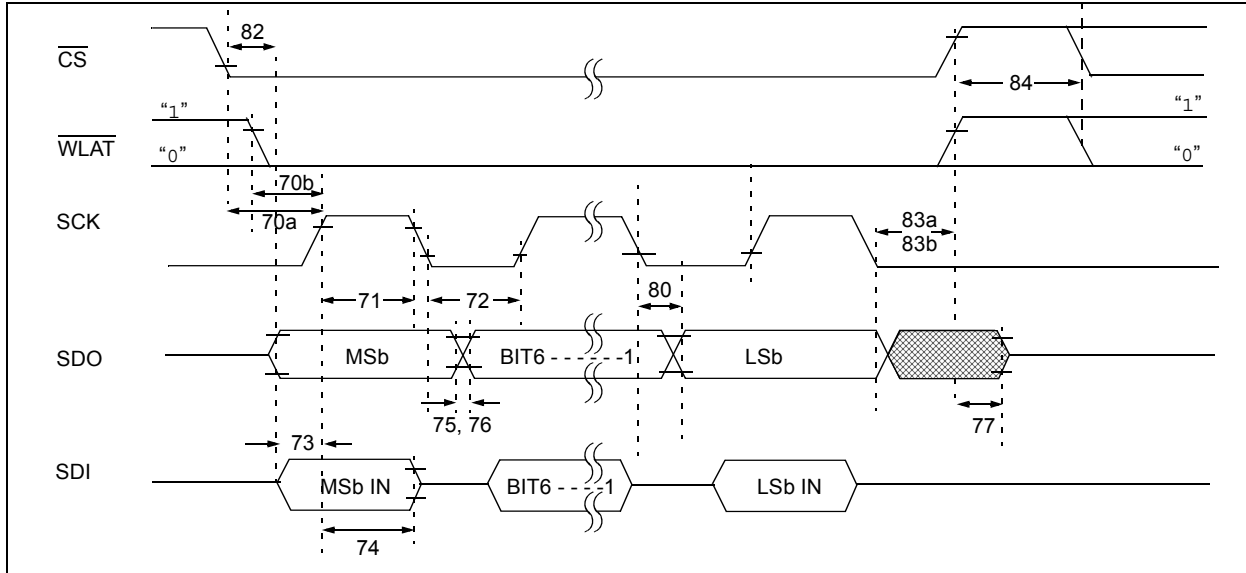 82
CS
84
“1”
“1”
WLAT
“0”
“0”
70b
70a
SCK
83a
83b
80
71
72
SDO
MSb
BIT6 - - - - - -1
LSb
75, 76
77
73
SDI
MSb IN
BIT6 - - - -1
LSb IN
74